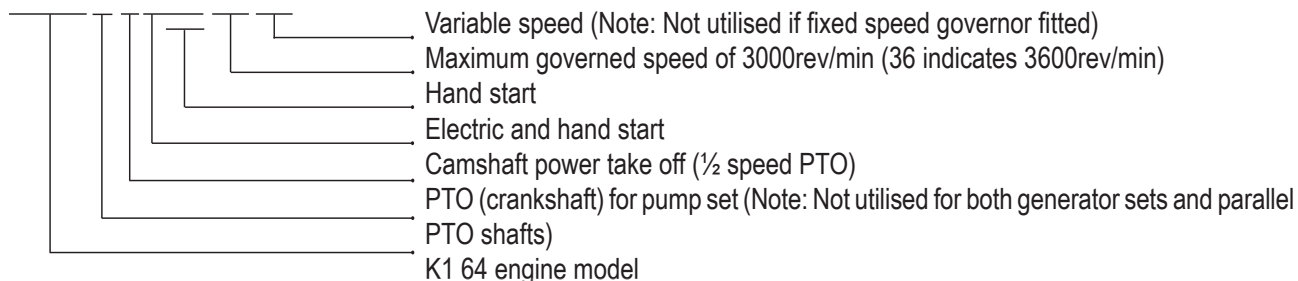 Variable speed (Note: Not utilised if fixed speed governor fitted)
Maximum governed speed of 3000rev/min (36 indicates 3600rev/min)
Hand start
Electric and hand start
Camshaft power take off (½ speed PTO)
PTO (crankshaft) for pump set (Note: Not utilised for both generator sets and parallel
PTO shafts)
K1 64 engine model